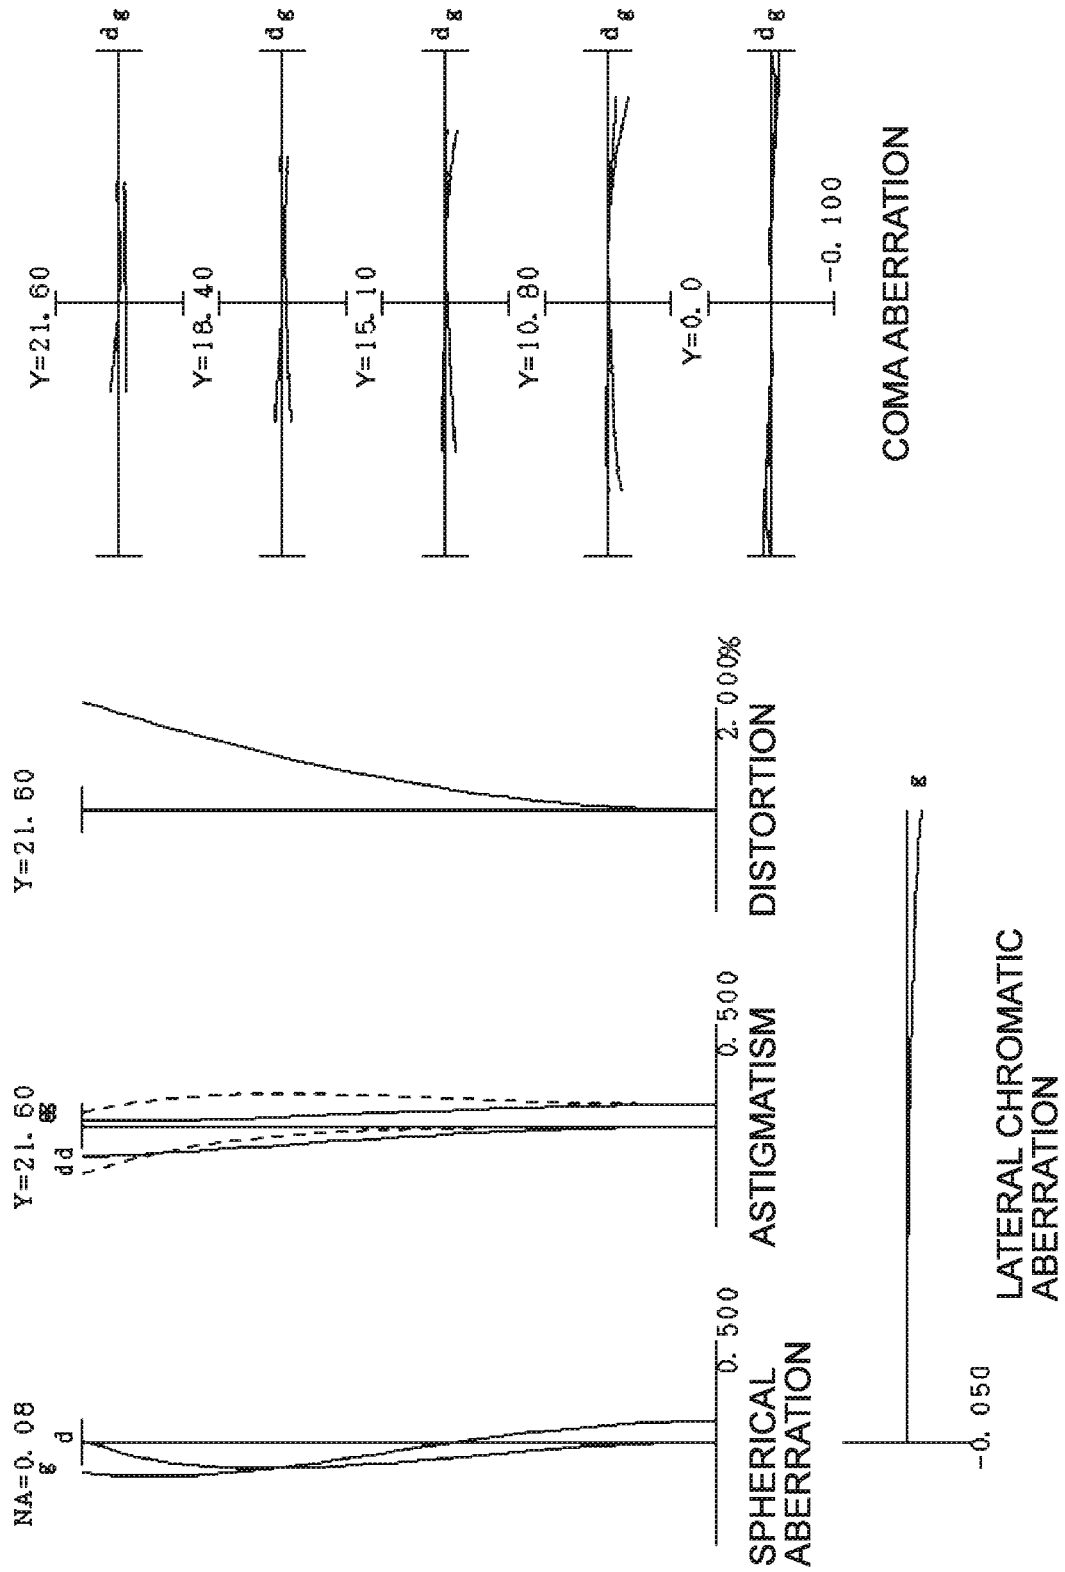 NA=0.08
g
d
0.500
SPHERICAL
ABERRATION
Y=21.60
d d
g g
0.500
ASTIGMATISM
Y=21.60
2.000%
DISTORTION
Y=21.60
d g
Y=18.40
d g
Y=15.10
d g
Y=10.80
d g
Y=0.0
d g
-0.100
COMA ABERRATION
g
-0.050
LATERAL CHROMATIC
ABERRATION